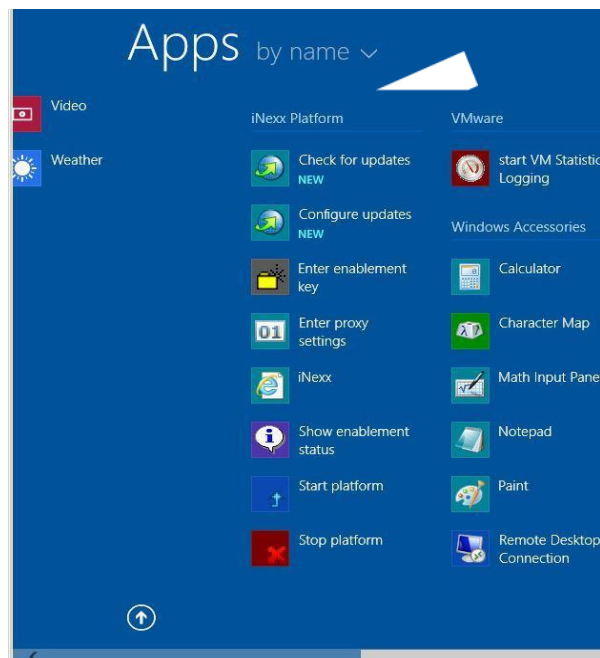 Apps by name
Video
Weather
iNexx Platform
Check for updates
NEW
Configure updates
NEW
Enter enablement
key
01
Enter proxy
settings
iNexx
Show enablement
status
Start platform
Stop platform
VMware
start VM Statistic
Logging
Windows Accessories
Calculator
Character Map
Math Input Pane
Notepad
Paint
Remote Desktop
Connection